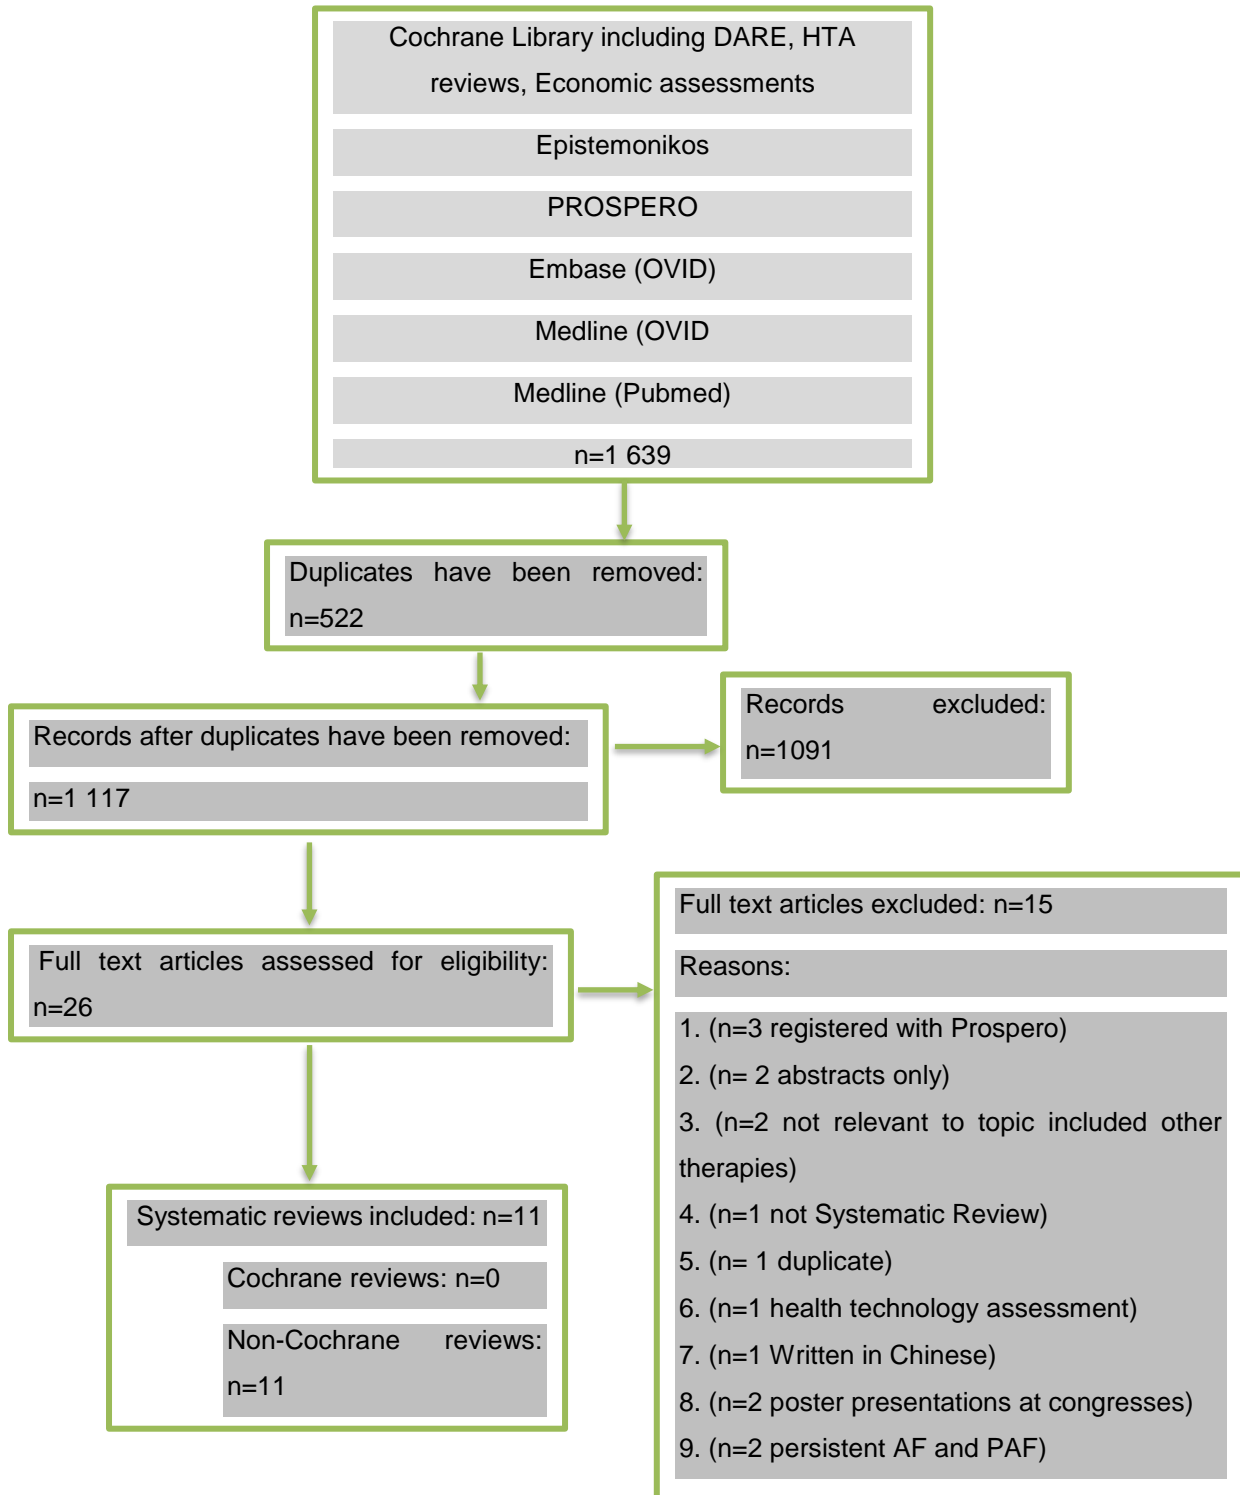 Cochrane Library including DARE, HTA
reviews, Economic assessments
Epistemonikos
PROSPERO
Embase (OVID)
Medline (OVID
Medline (Pubmed)
n=1 639
Duplicates have been removed:
n=522
Records after duplicates have been removed:
n=1 117
Records excluded:
n=1091
Full text articles assessed for eligibility:
n=26
Full text articles excluded: n=15
Reasons:
1. (n=3 registered with Prospero)
2. (n= 2 abstracts only)
3. (n=2 not relevant to topic included other
therapies)
4. (n=1 not Systematic Review)
5. (n= 1 duplicate)
6. (n=1 health technology assessment)
7. (n=1 Written in Chinese)
8. (n=2 poster presentations at congresses)
9. (n=2 persistent AF and PAF)
Systematic reviews included: n=11
Cochrane reviews: n=0
Non-Cochrane reviews:
n=11